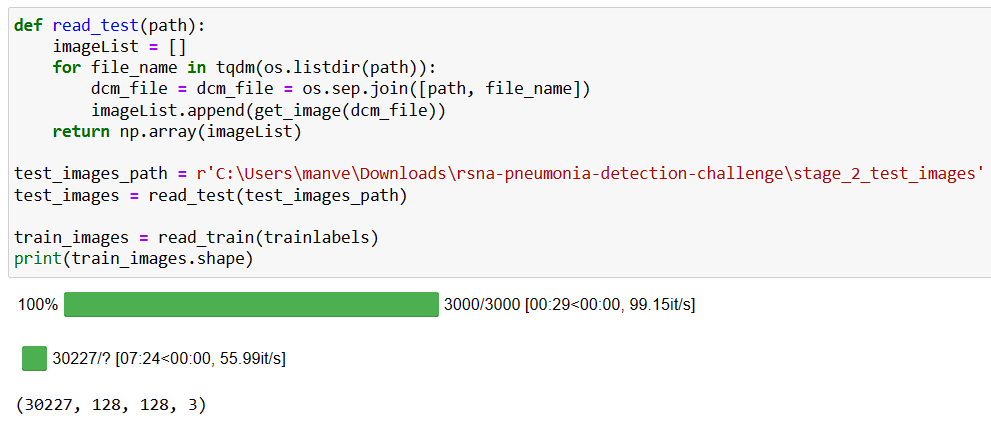 def read_test(path):
    imageList = []
    for file_name in tqdm(os.listdir(path)):
        dcm_file = dcm_file = os.sep.join([path, file_name])
        imageList.append(get_image(dcm_file))
    return np.array(imageList)

test_images_path = r'C:\Users\manve\Downloads\rsna-pneumonia-detection-challenge\stage_2_test_images'
test_images = read_test(test_images_path)

train_images = read_train(trainlabels)
print(train_images.shape)
100% 3000/3000 [00:29<00:00, 99.15it/s]
30227/? [07:24<00:00, 55.99it/s]
(30227, 128, 128, 3)